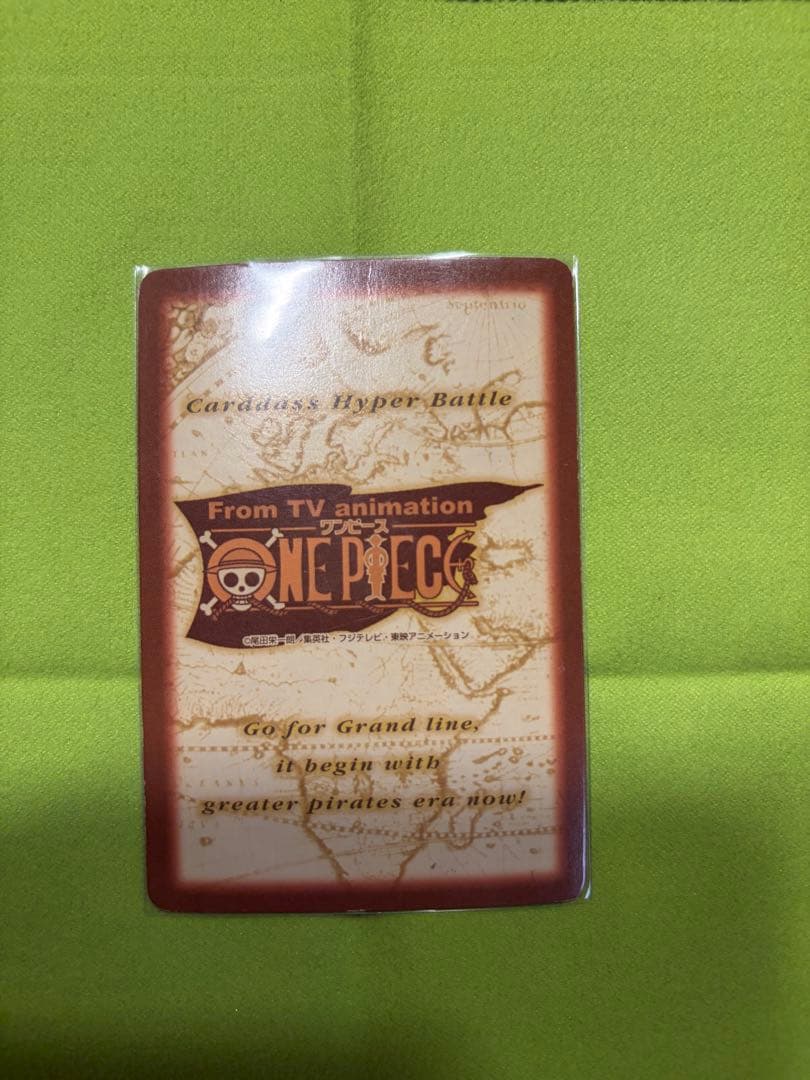 Septentrio
Carddass Hyper Battle
From TV animation
ワンピース
ONE PIECE
©尾田栄一郎/集英社・フジテレビ・東映アニメーション
Go for Grand line,
it begin with
greater pirates era now!